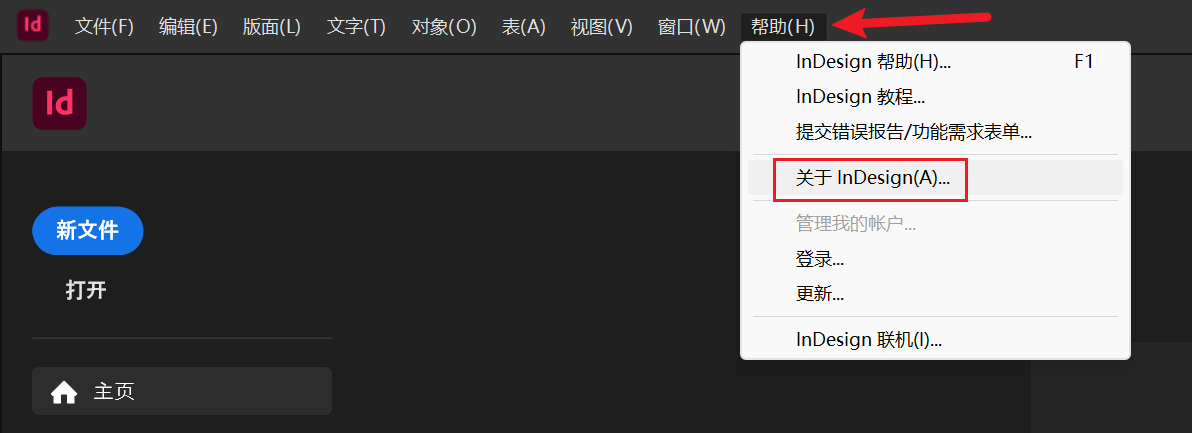 Id 文件(F) 编辑(E) 版面(L) 文字(T) 对象(O) 表(A) 视图(V) 窗口(W) 帮助(H)
Id
InDesign 帮助(H)... F1
InDesign 教程...
提交错误报告/功能需求表单...
关于 InDesign(A)...
管理我的帐户...
登录...
更新...
InDesign 联机(I)...
新文件
打开
主页